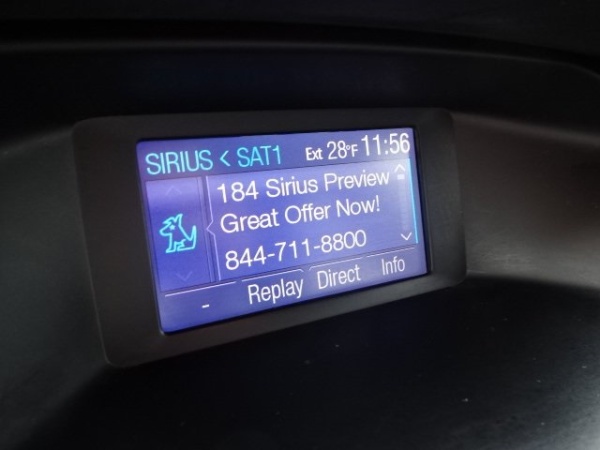 SIRIUS < SAT1 Ext 28°F 11:56
184 Sirius Preview
Great Offer Now!
844-711-8800
- Replay Direct Info